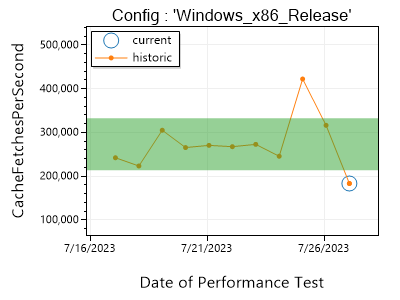 Config : 'Windows_x86_Release'
current
historic
500,000
400,000
300,000
200,000
100,000
CacheFetchesPerSecond
7/16/2023 7/21/2023 7/26/2023
Date of Performance Test